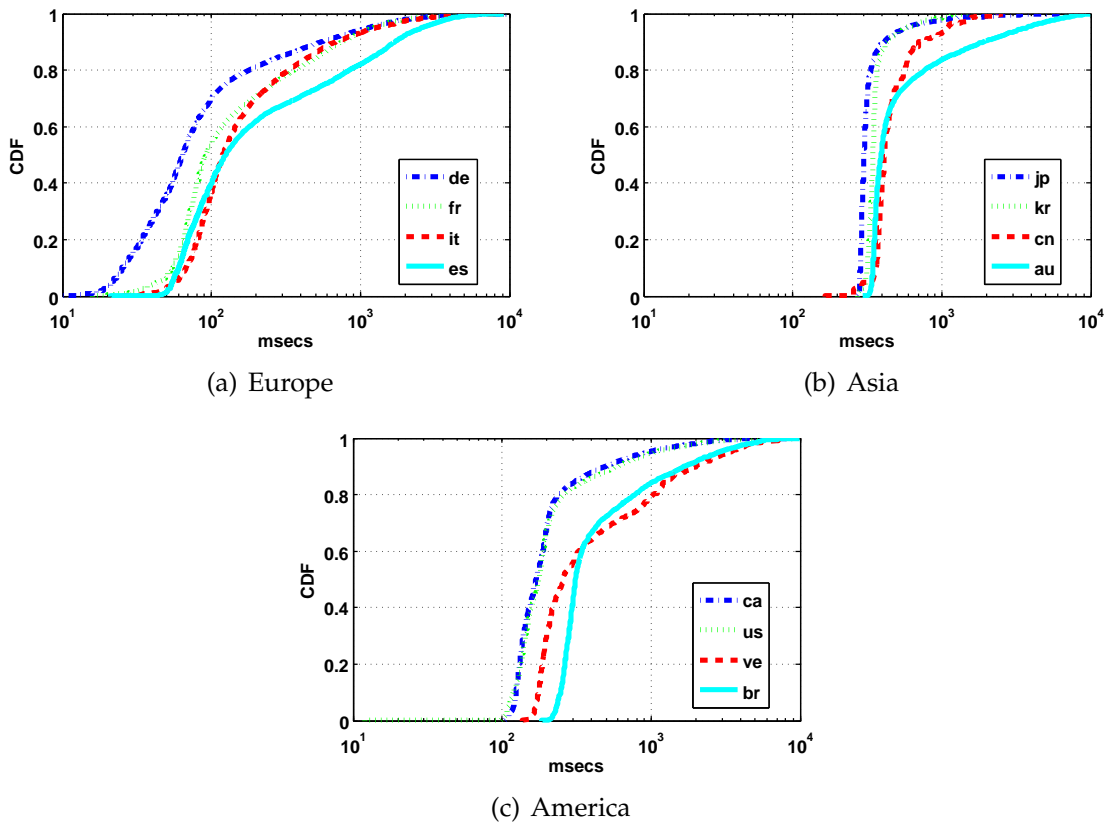 1
0.8
0.6
0.4
0.2
0
CDF
de
fr
it
es
10^1
10^2
10^3
10^4
msecs
(a) Europe
1
0.8
0.6
0.4
0.2
0
CDF
jp
kr
cn
au
10^1
10^2
10^3
10^4
msecs
(b) Asia
1
0.8
0.6
0.4
0.2
0
CDF
ca
us
ve
br
10^1
10^2
10^3
10^4
msecs
(c) America